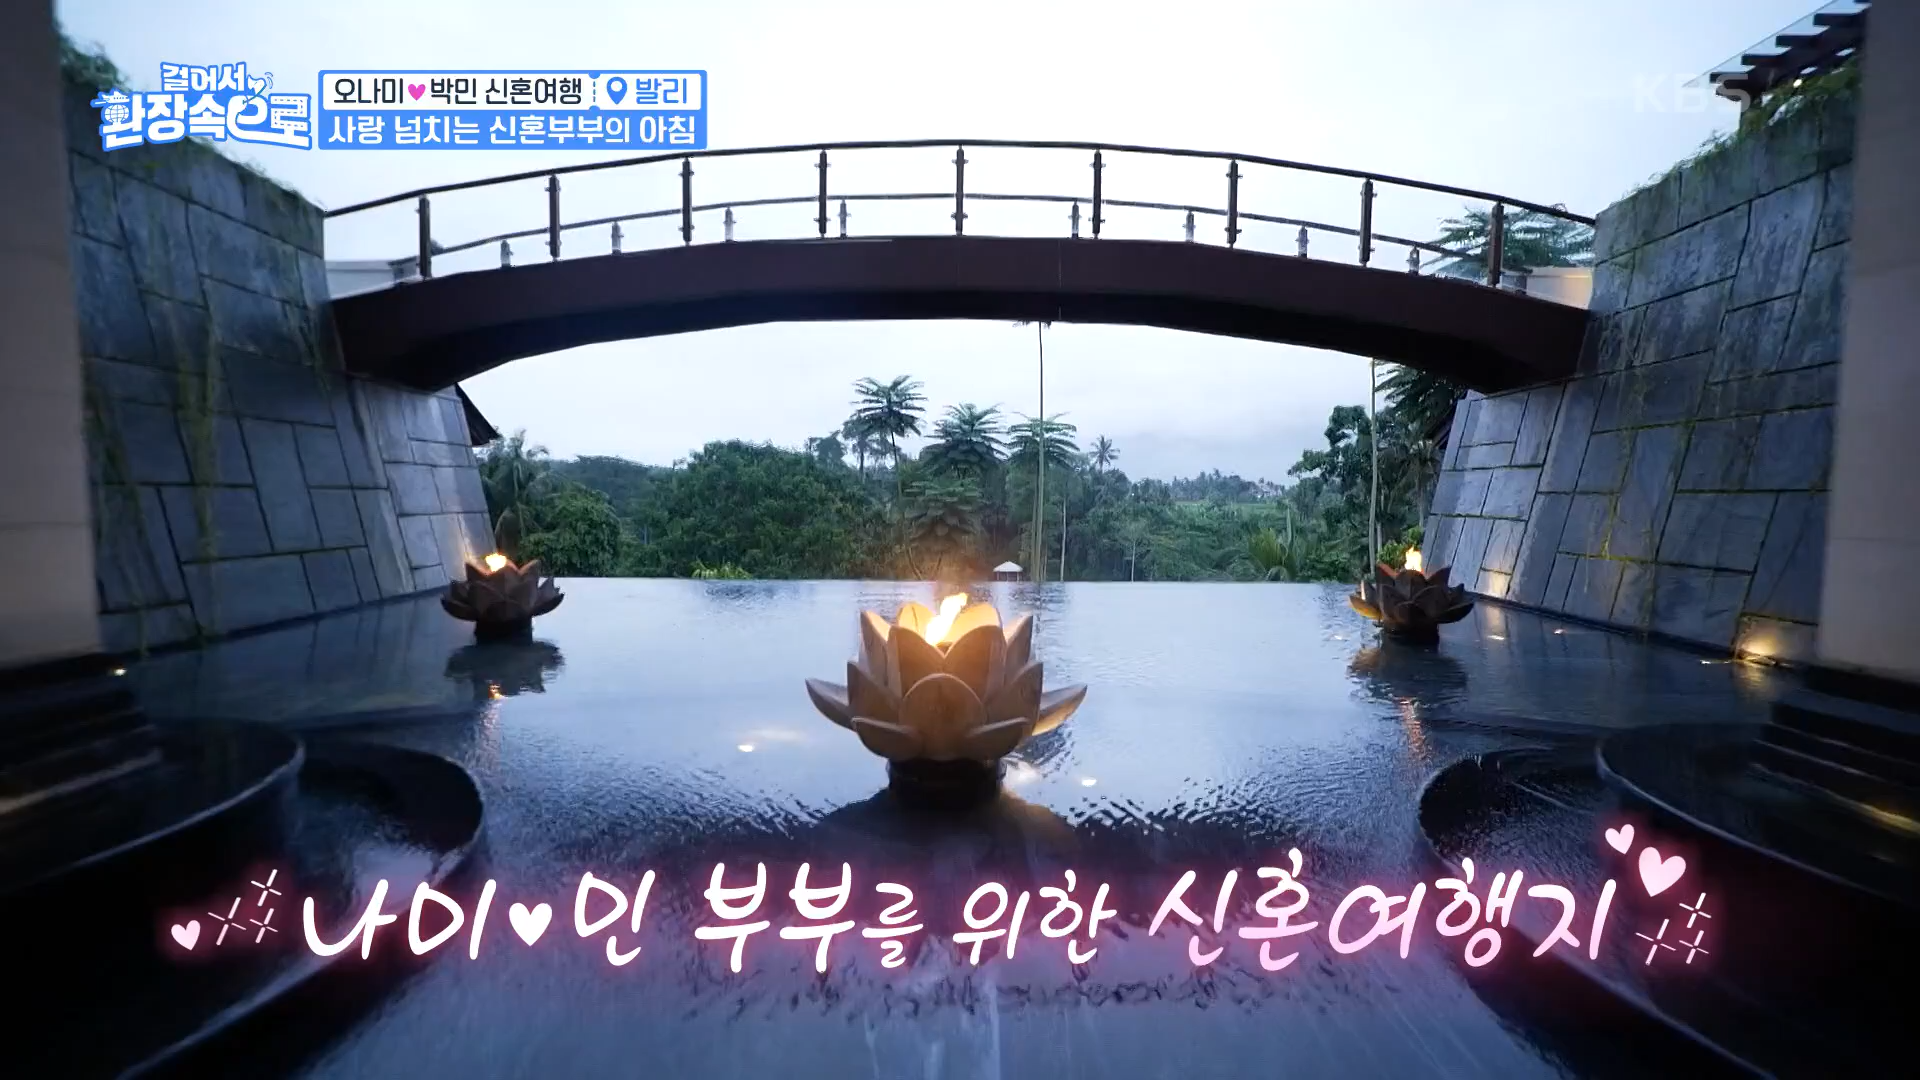 걸어서
환장속으로
오나미♥박민 신혼여행 발리
사랑 넘치는 신혼부부의 아침
KBS
나미♥민 부부를 위한 신혼여행지